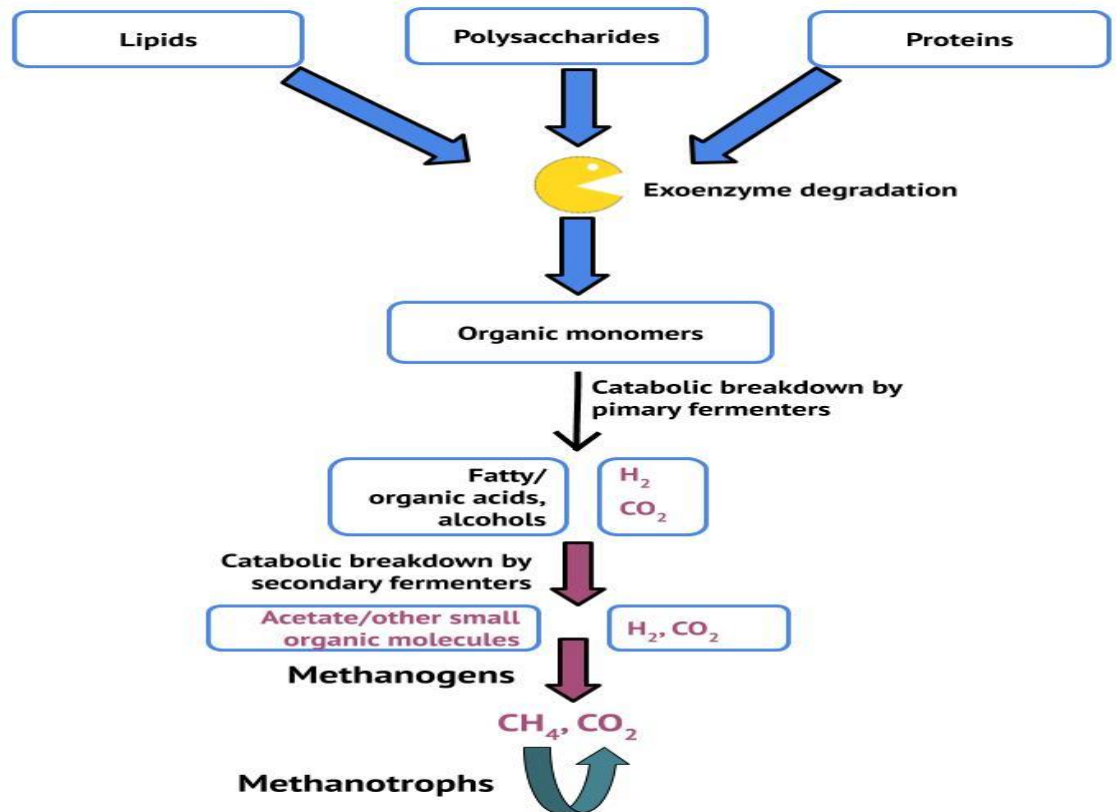 Lipids
Polysaccharides
Proteins
Exoenzyme degradation
Organic monomers
Catabolic breakdown by
pimary fermenters
Fatty/
organic acids,
alcohols
H₂
CO₂
Catabolic breakdown by
secondary fermenters
Acetate/other small
organic molecules
H₂, CO₂
Methanogens
CH₄, CO₂
Methanotrophs